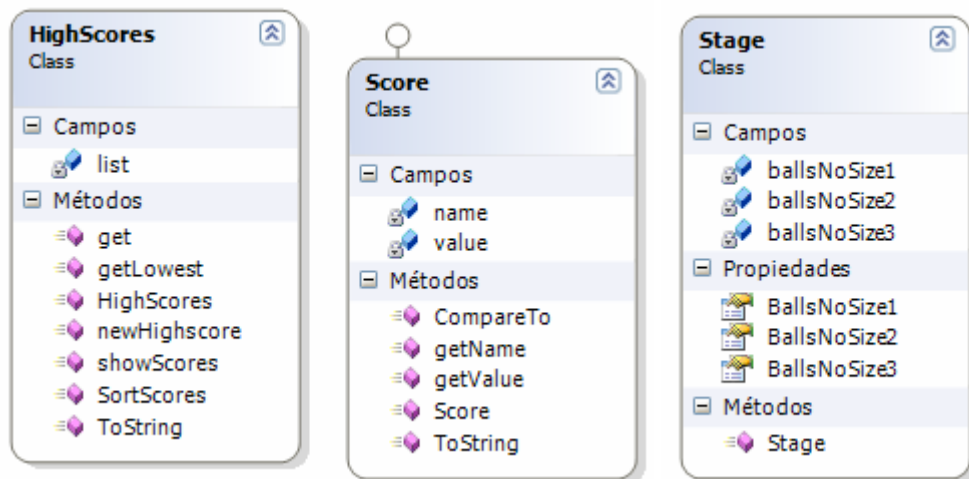 HighScores
Class
Campos
list
Métodos
get
getLowest
HighScores
newHighscore
showScores
SortScores
ToString
Score
Class
Campos
name
value
Métodos
CompareTo
getName
getValue
Score
ToString
Stage
Class
Campos
ballsNoSize1
ballsNoSize2
ballsNoSize3
Propiedades
BallsNoSize1
BallsNoSize2
BallsNoSize3
Métodos
Stage